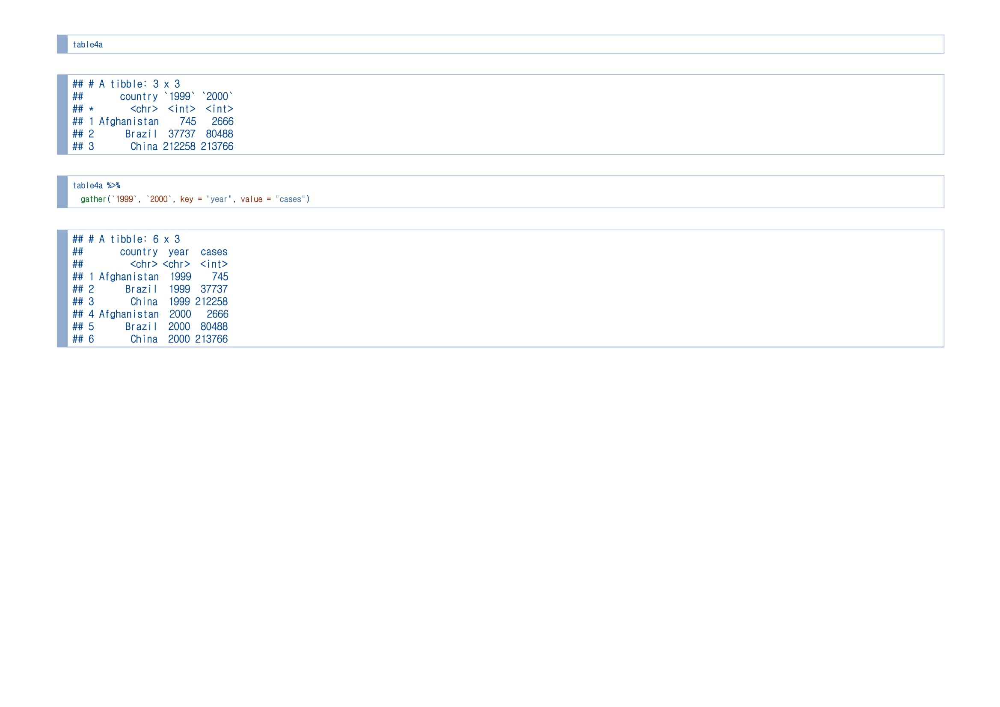 table4a
## # A tibble: 3 x 3
##       country `1999` `2000`
## *       <chr>  <int>  <int>
## 1 Afghanistan    745   2666
## 2      Brazil  37737  80488
## 3       China 212258 213766
table4a %>%
  gather(`1999`, `2000`, key = "year", value = "cases")
## # A tibble: 6 x 3
##       country  year  cases
##         <chr> <chr>  <int>
## 1 Afghanistan  1999    745
## 2      Brazil  1999  37737
## 3       China  1999 212258
## 4 Afghanistan  2000   2666
## 5      Brazil  2000  80488
## 6       China  2000 213766